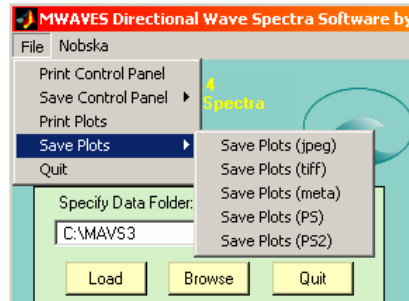 MWAVES Directional Wave Spectra Software by
File Nobska
Print Control Panel
Save Control Panel
Print Plots
Save Plots
Quit
4
Spectra
Save Plots (jpeg)
Save Plots (tiff)
Save Plots (meta)
Save Plots (PS)
Save Plots (PS2)
Specify Data Folder:
C:\MAVS3
Load Browse Quit